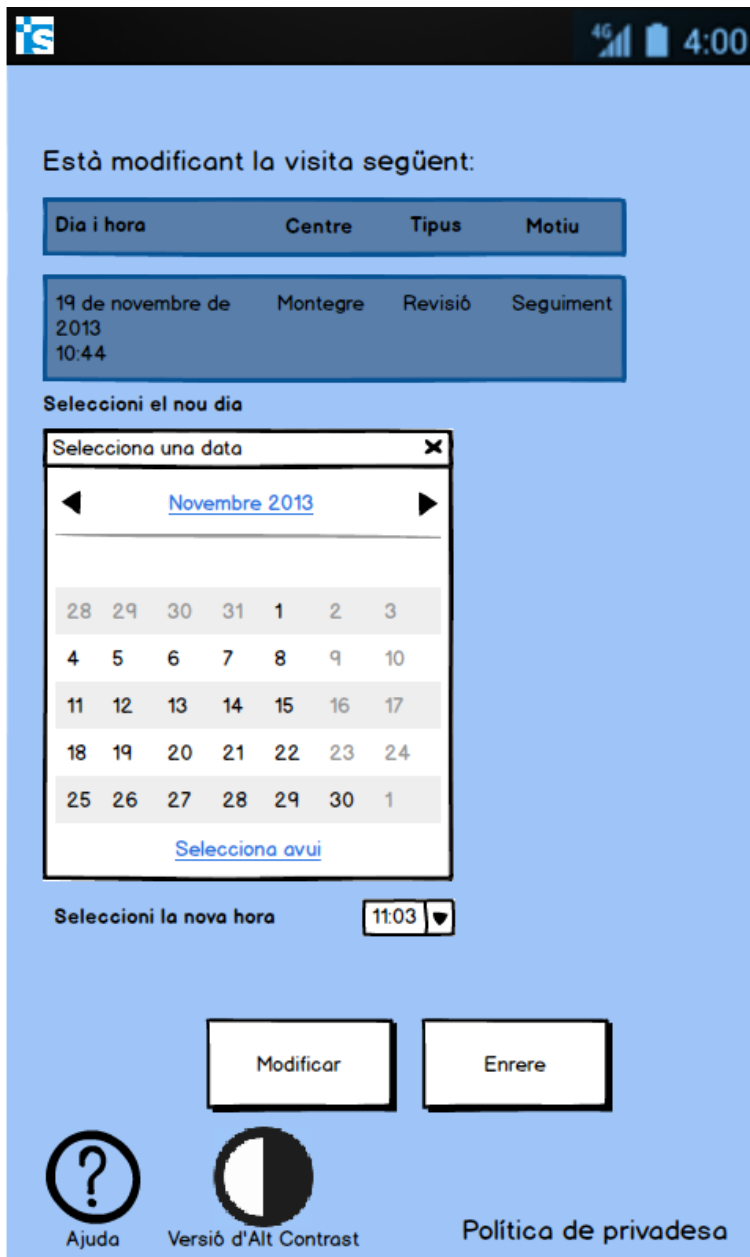 is 4G 4:00
Està modificant la visita següent:
Dia i hora Centre Tipus Motiu
19 de novembre de Montegre Revisió Seguiment
2013
10:44
Seleccioni el nou dia
Selecciona una data
Novembre 2013
28 29 30 31 1 2 3
4 5 6 7 8 9 10
11 12 13 14 15 16 17
18 19 20 21 22 23 24
25 26 27 28 29 30 1
Selecciona avui
Seleccioni la nova hora 11:03
Modificar Enrere
?
Ajuda Versió d'Alt Contrast Política de privadesa